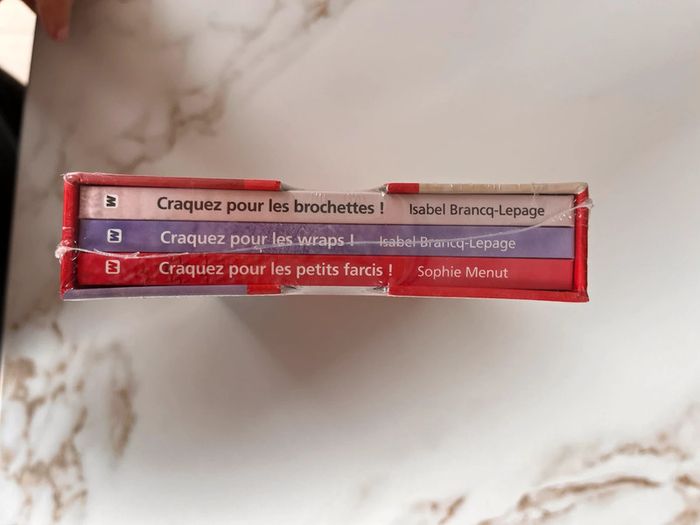 Craquez pour les brochettes ! Isabel Brancq-Lepage
Craquez pour les wraps ! Isabel Brancq-Lepage
Craquez pour les petits farcis ! Sophie Menut